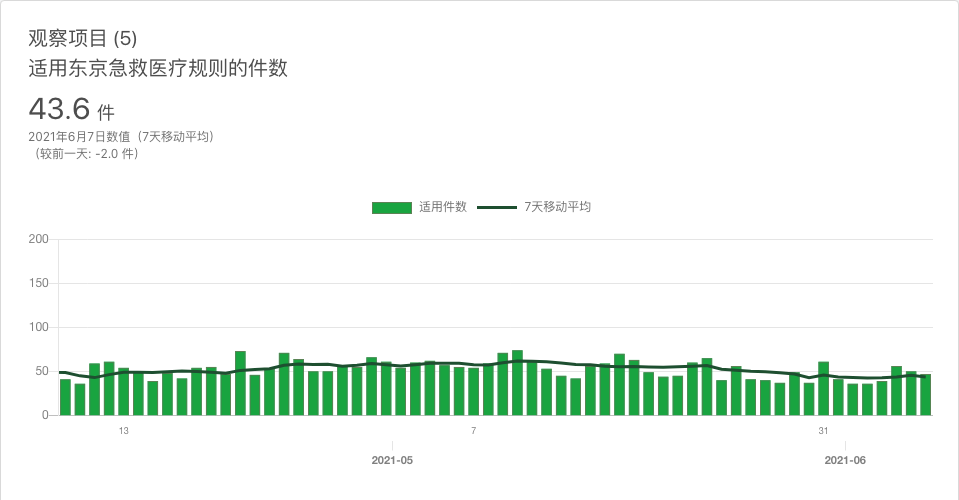 观察项目 (5)
适用东京急救医疗规则的件数
43.6 件
2021年6月7日数值（7天移动平均）
（较前一天: -2.0 件）
适用件数 7天移动平均
200
150
100
50
0
13 7 31
2021-05 2021-06